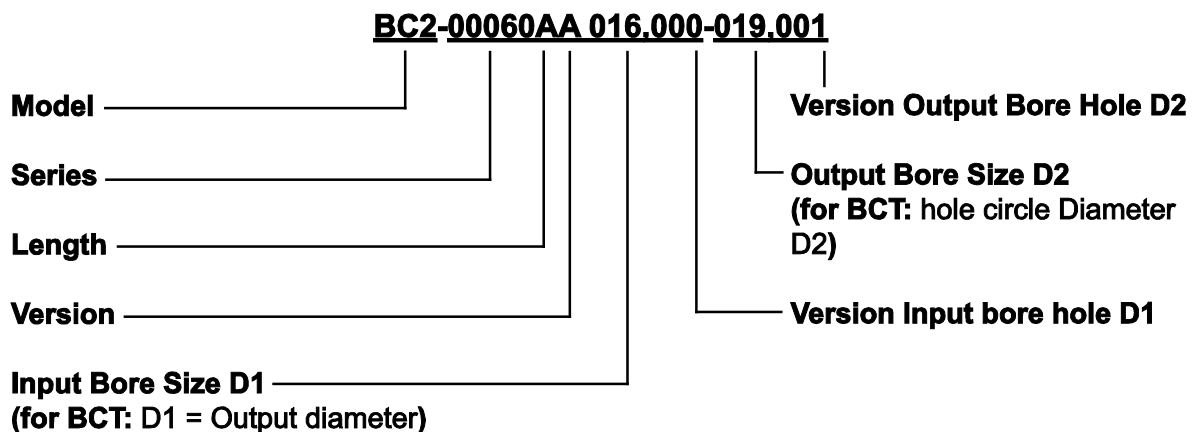 BC2-00060AA 016,000-019,001
Model
Series
Length
Version
Input Bore Size D1
(for BCT: D1 = Output diameter)
Version Output Bore Hole D2
Output Bore Size D2
(for BCT: hole circle Diameter
D2)
Version Input bore hole D1